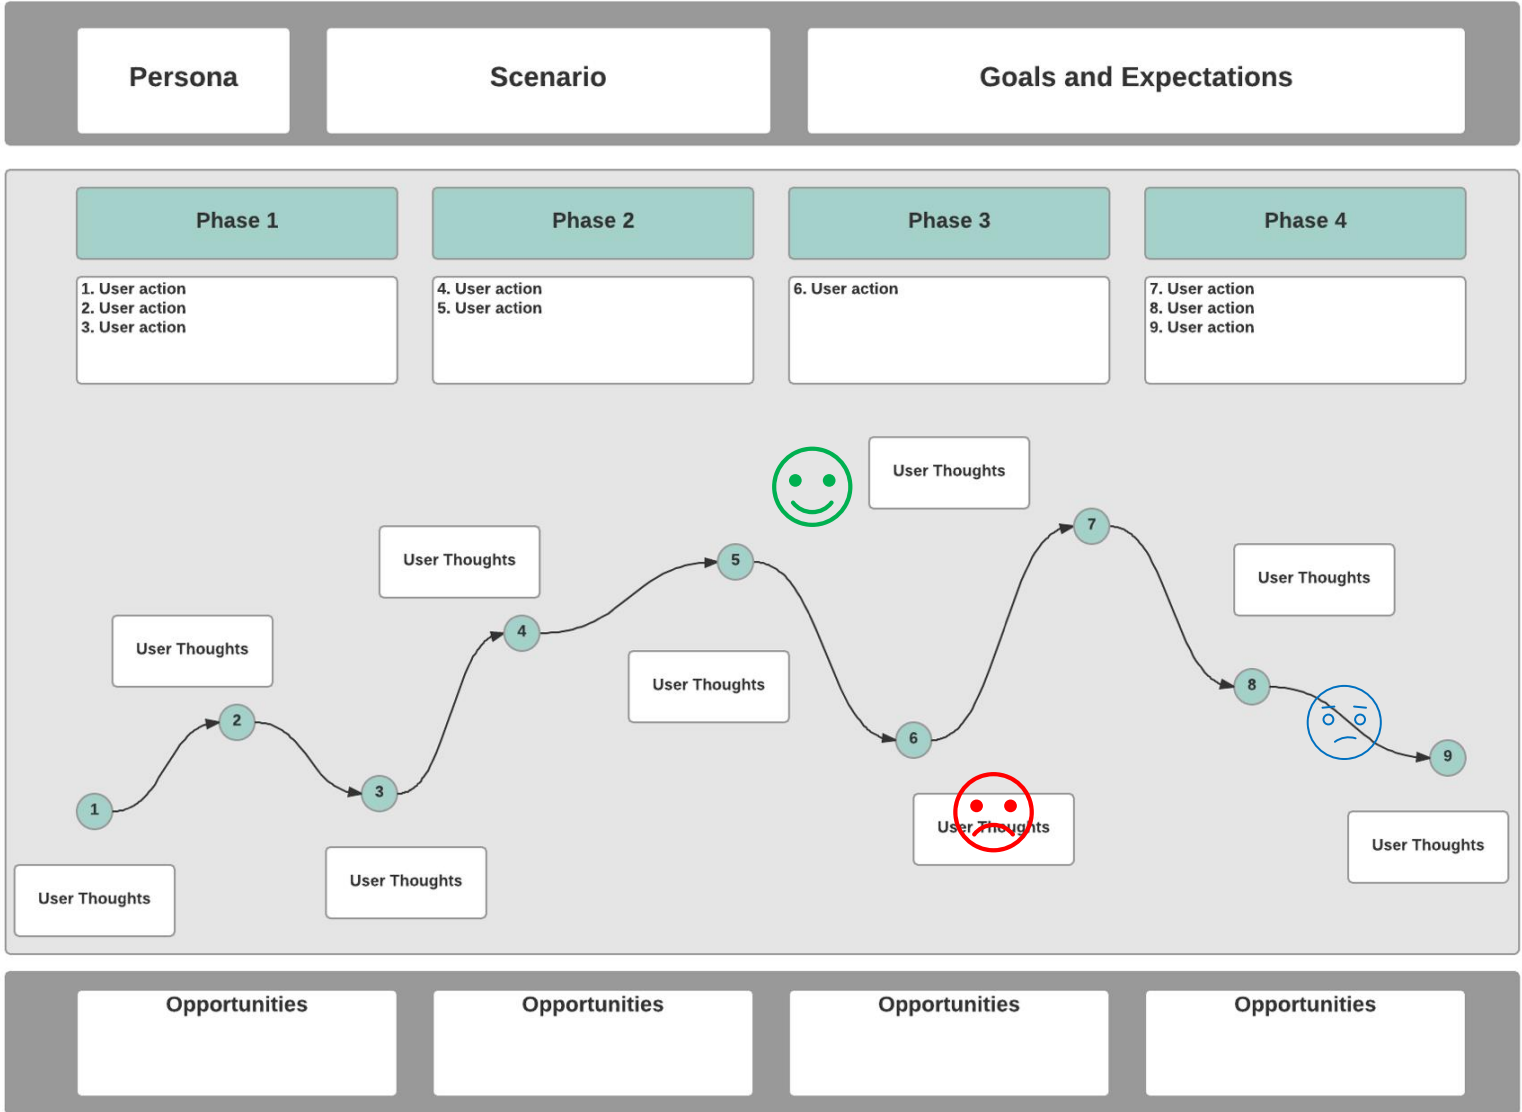 Persona
Scenario
Goals and Expectations
Phase 1
Phase 2
Phase 3
Phase 4
1. User action
2. User action
3. User action
4. User action
5. User action
6. User action
7. User action
8. User action
9. User action
User Thoughts
7
5
User Thoughts
User Thoughts
4
User Thoughts
User Thoughts
8
2
6
9
3
1
User Thoughts
User Thoughts
User Thoughts
User Thoughts
Opportunities
Opportunities
Opportunities
Opportunities